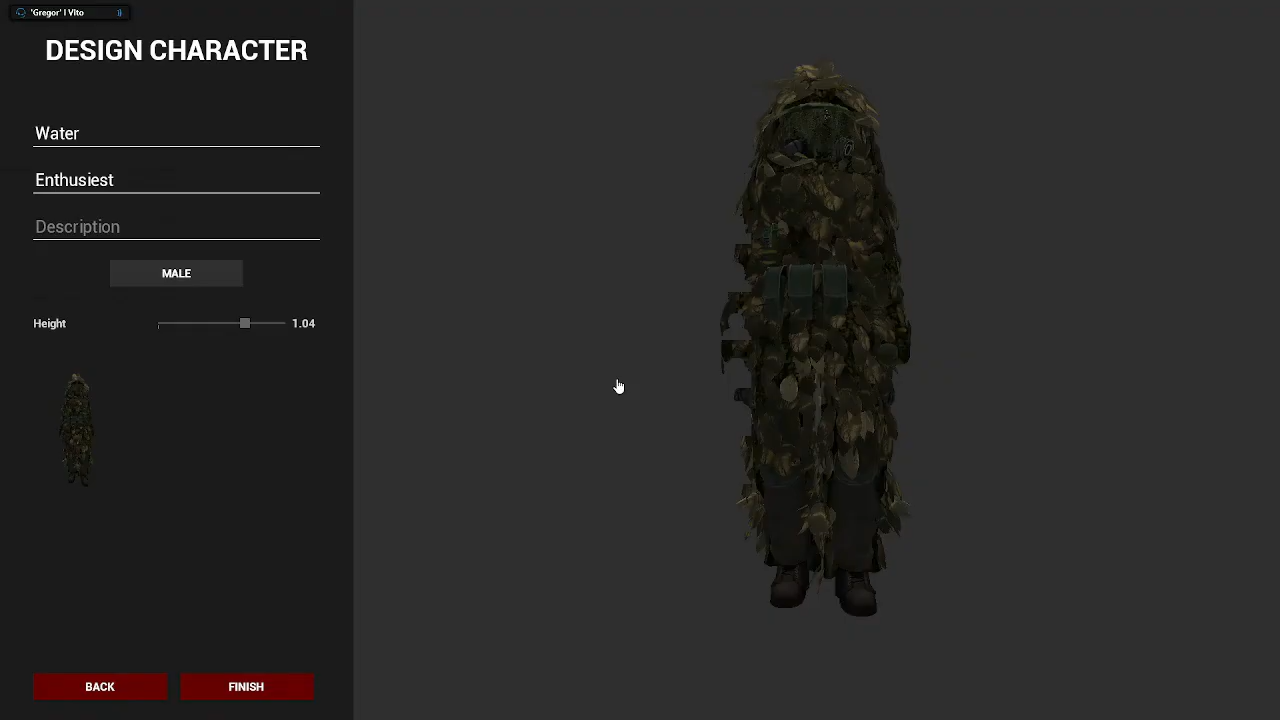 'Gregor' | Vito
DESIGN CHARACTER
Water
Enthusiest
Description
MALE
Height 1.04
BACK FINISH